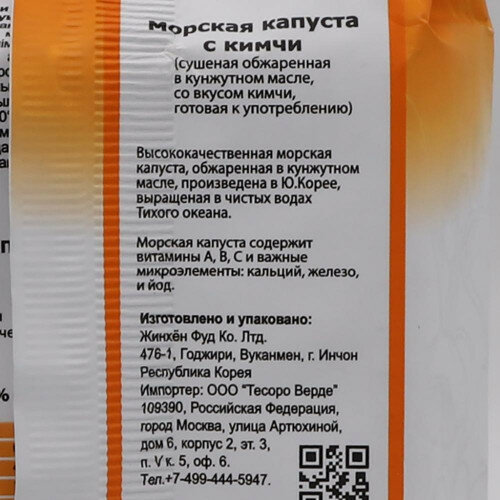 МОРСКАЯ КАПУСТА
С КИМЧИ
(сушеная обжаренная
в кунжутном масле,
со вкусом кимчи,
готовая к употреблению)
Высококачественная морская
капуста, обжаренная в кунжутном
масле, произведена в Ю.Корее,
выращенная в чистых водах
Тихого океана.
Морская капуста содержит
витамины А, В, С и важные
микроэлементы: кальций, железо,
и йод.
Изготовлено и упаковано:
Жинхён Фуд Ко. Лтд.
476-1, Годжири, Вуканмен, г. Инчон
Республика Корея
Импортер: ООО "Тесоро Верде"
109390, Российская Федерация,
город Москва, улица Артюхиной,
дом 6, корпус 2, эт. 3,
п. V к. 5, оф. 6.
Тел.+7-499-444-5947.